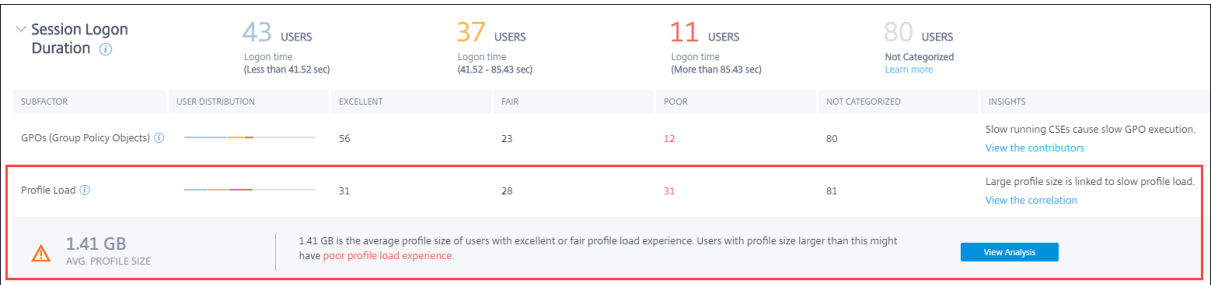 Session Logon
Duration
43 USERS
Logon time
(Less than 41.52 sec)
37 USERS
Logon time
(41.52 - 85.43 sec)
11 USERS
Logon time
(More than 85.43 sec)
80 USERS
Not Categorized
Learn more
SUBFACTOR USER DISTRIBUTION EXCELLENT FAIR POOR NOT CATEGORIZED INSIGHTS
GPOs (Group Policy Objects) 56 23 12 80
Slow running CSEs cause slow GPO execution.
View the contributors
Profile Load 31 28 31 81
Large profile size is linked to slow profile load.
View the correlation
1.41 GB
AVG. PROFILE SIZE
1.41 GB is the average profile size of users with excellent or fair profile load experience. Users with profile size larger than this might
have poor profile load experience.
View Analysis